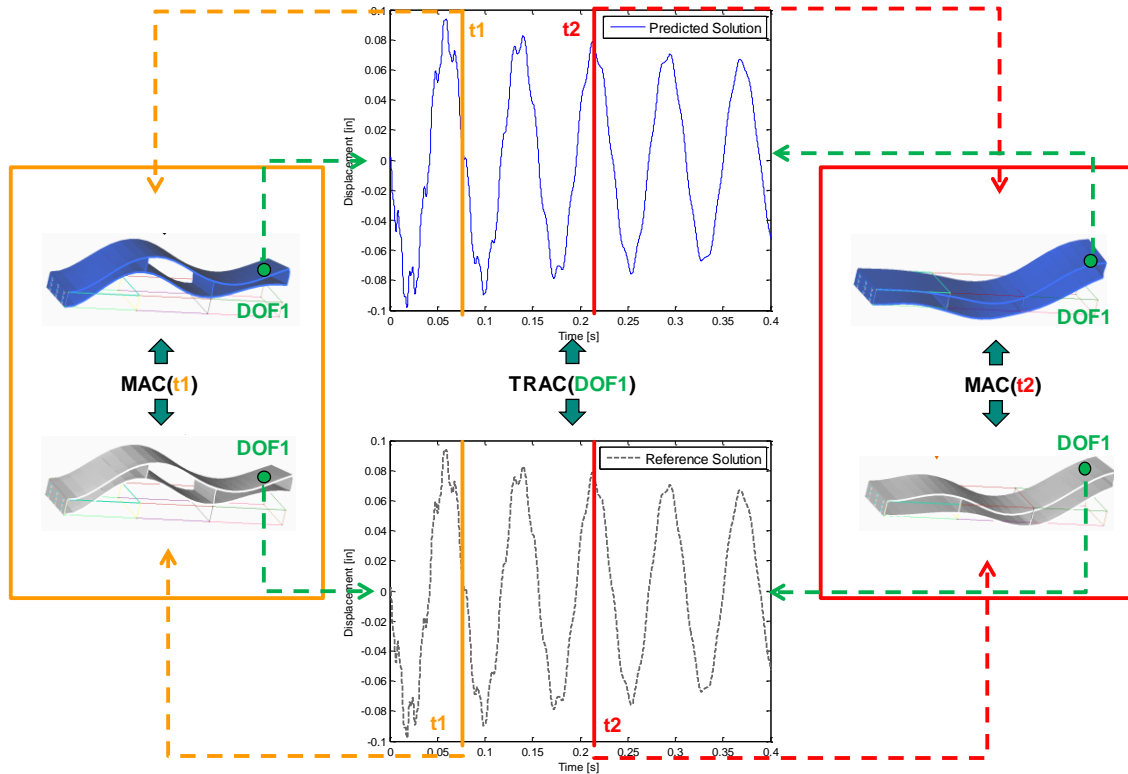 0.1
t1
t2
Predicted Solution
0.08
0.06
0.04
0.02
0
-0.02
-0.04
-0.06
-0.08
-0.1
Displacement [in]
0 0.05 0.1 0.15 0.2 0.25 0.3 0.35 0.4
Time [s]
DOF1
DOF1
MAC(t1)
TRAC(DOF1)
MAC(t2)
DOF1
DOF1
0.1
Reference Solution
0.08
0.06
0.04
0.02
0
-0.02
-0.04
-0.06
-0.08
-0.1
Displacement [in]
t1
t2
0 0.05 0.1 0.15 0.2 0.25 0.3 0.35 0.4
Time [s]